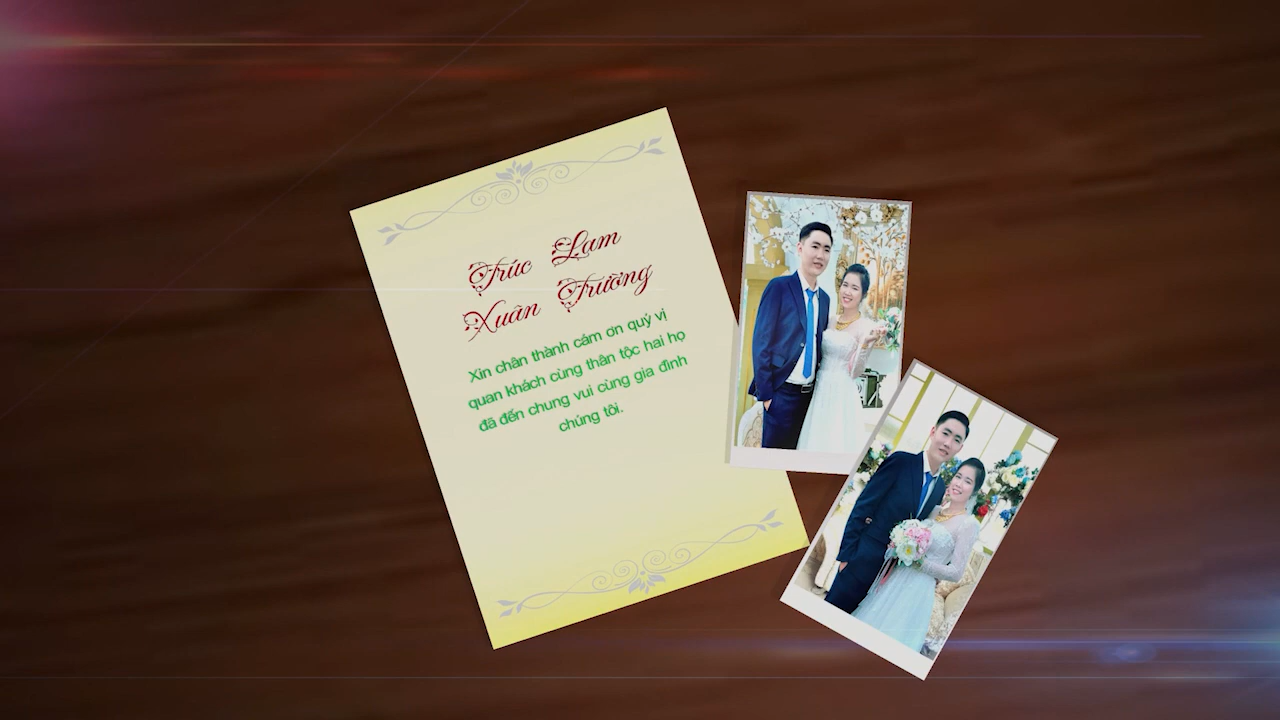 Trúc Lam
Xuân Trường
Xin chân thành cám ơn quý vị
quan khách cùng thân tộc hai họ
đã đến chung vui cùng gia đình
chúng tôi.